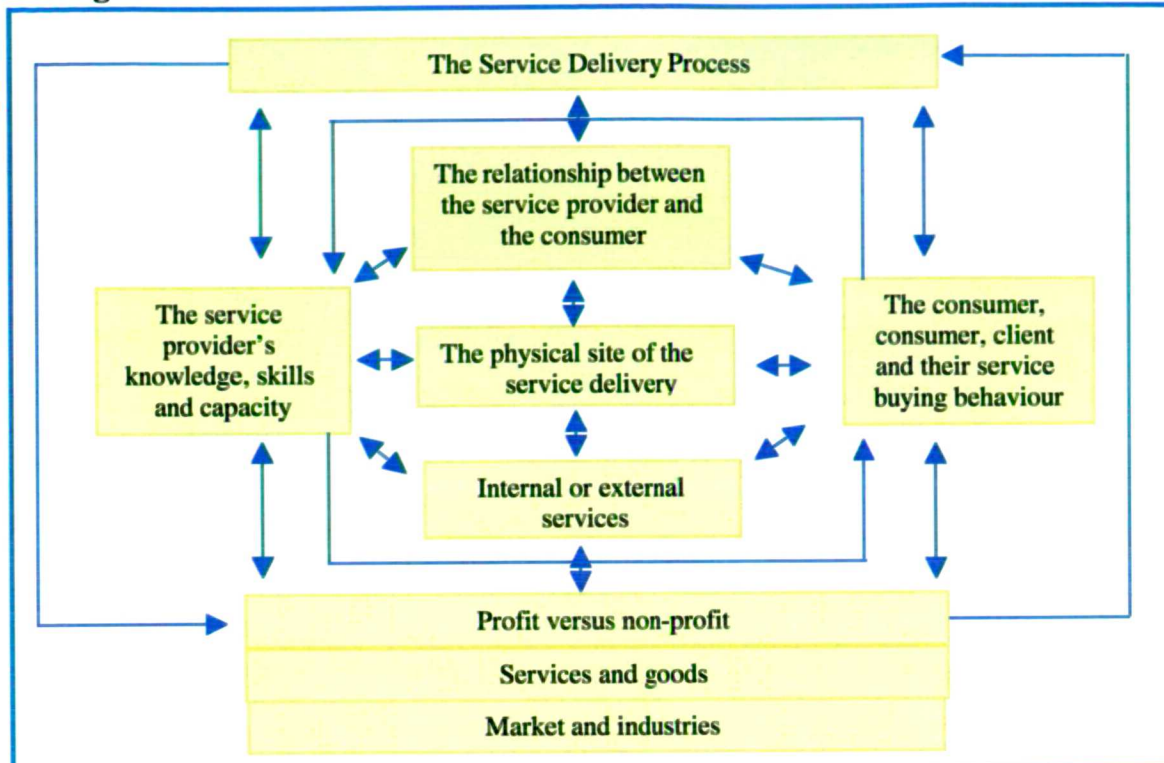 The Service Delivery Process
The relationship between
the service provider and
the consumer
The service
provider's
knowledge, skills
and capacity
The physical site of the
service delivery
The consumer,
consumer, client
and their service
buying behaviour
Internal or external
services
Profit versus non-profit
Services and goods
Market and industries